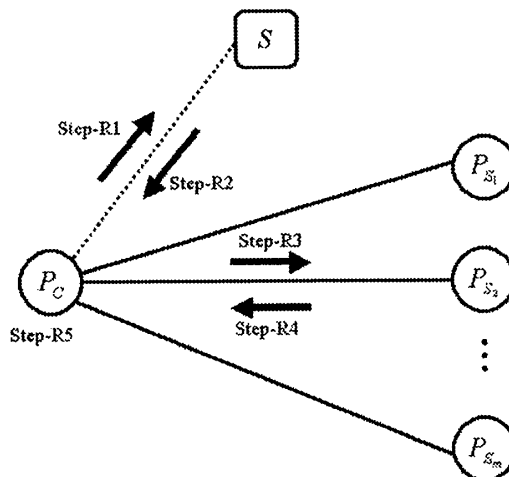 S
Step-R1
Step-R2
P_{S_1}
Step-R3
P_C
P_{S_2}
Step-R4
Step-R5
⋮
P_{S_m}